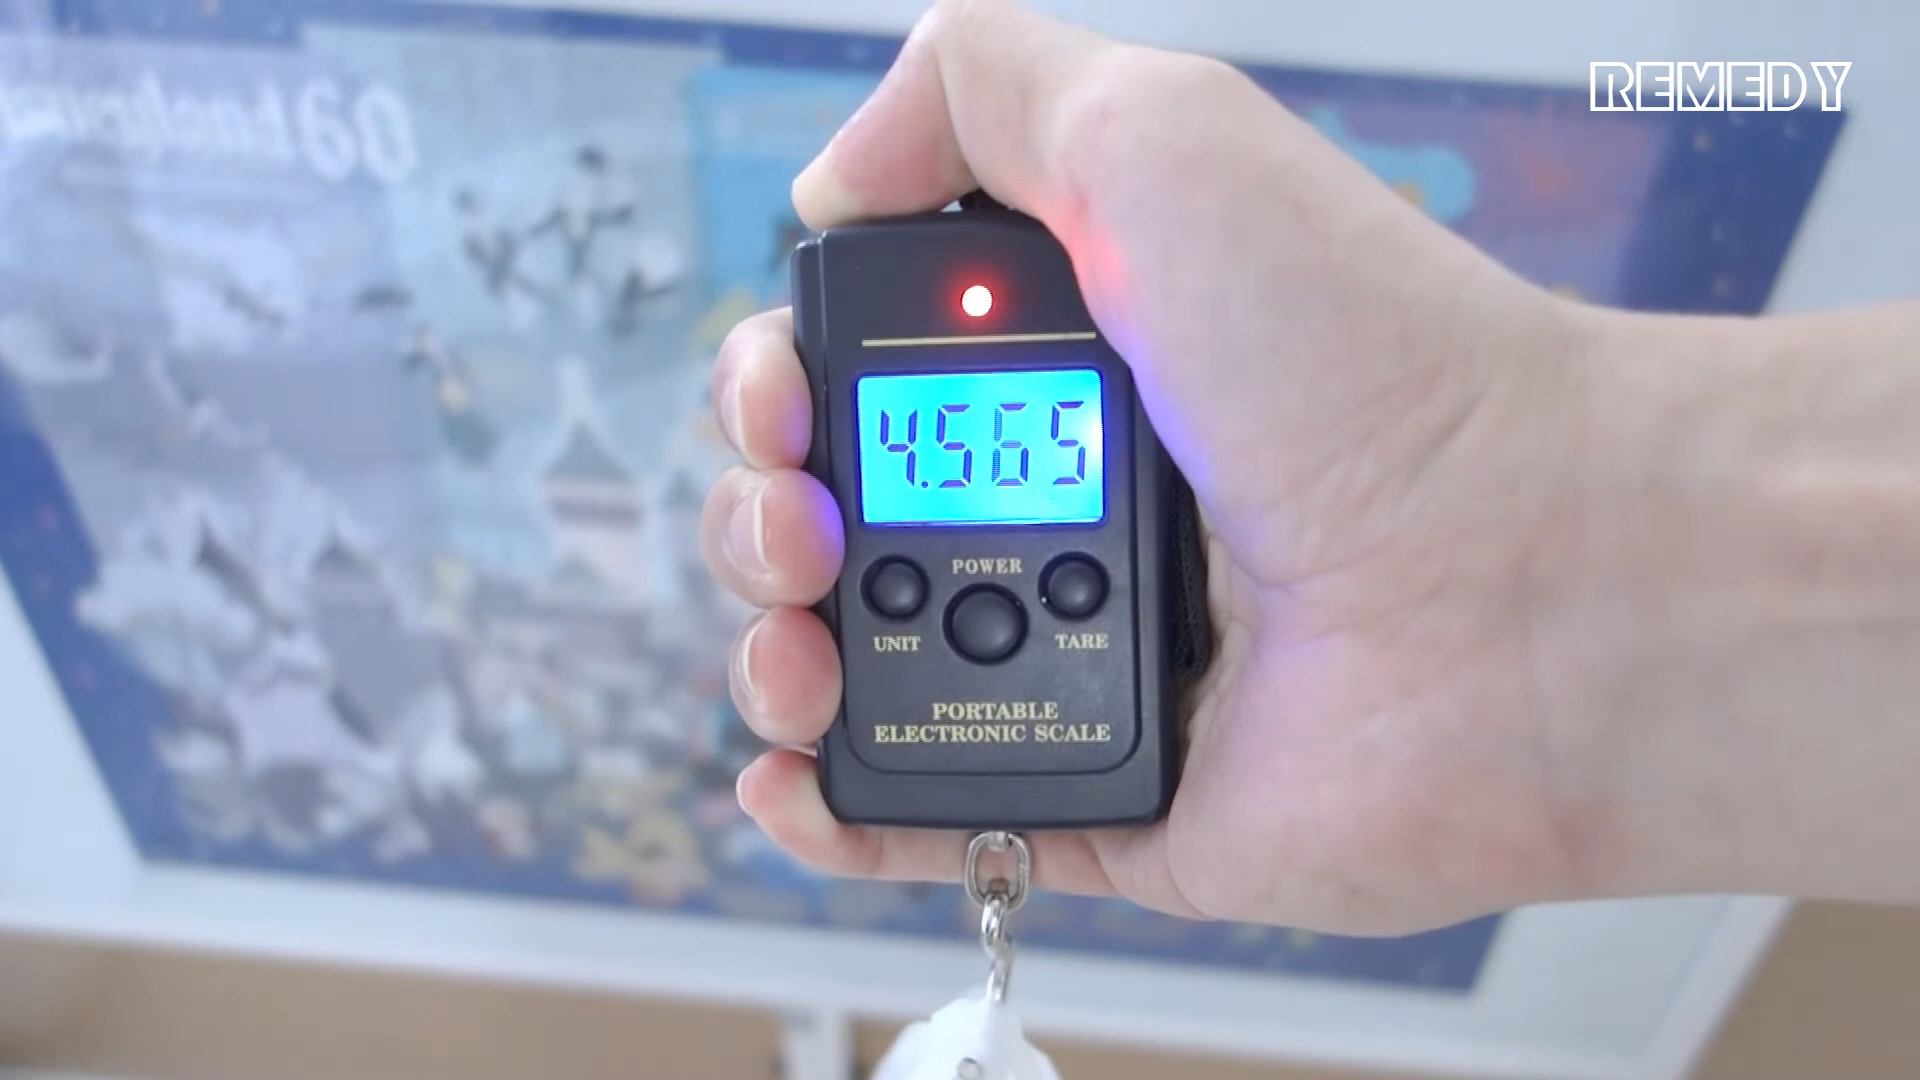 REMEDY
4.565
POWER
UNIT
TARE
PORTABLE
ELECTRONIC SCALE